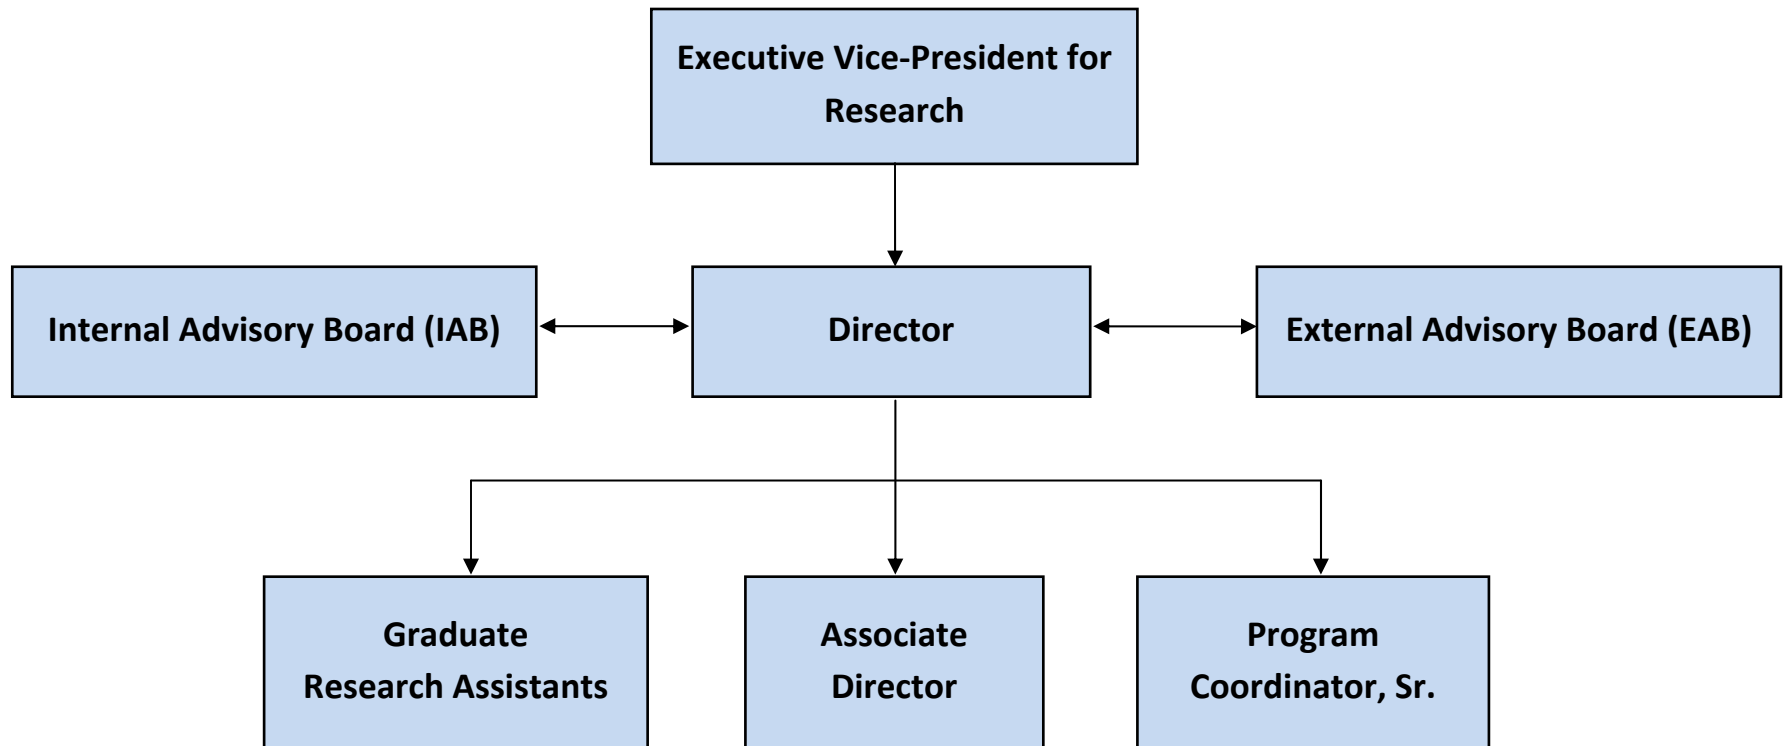 Executive Vice-President for
Research
Internal Advisory Board (IAB)
Director
External Advisory Board (EAB)
Graduate
Research Assistants
Associate
Director
Program
Coordinator, Sr.